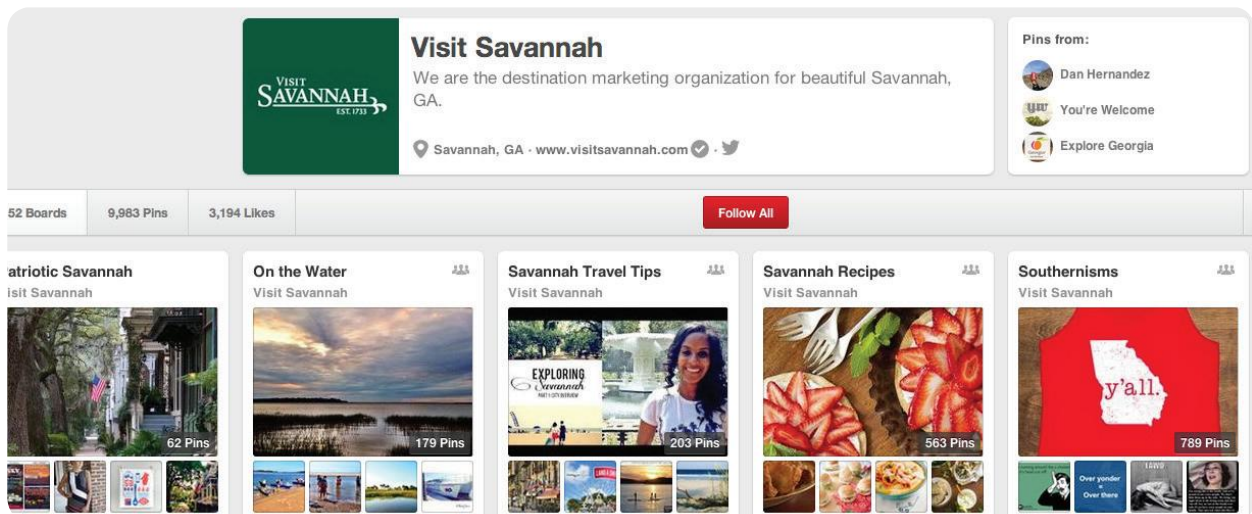 VISIT
SAVANNAH
EST. 1733
Visit Savannah
We are the destination marketing organization for beautiful Savannah,
GA.
Savannah, GA · www.visitsavannah.com ·
Pins from:
Dan Hernandez
You're Welcome
Explore Georgia
52 Boards
9,983 Pins
3,194 Likes
Follow All
atriotic Savannah
isit Savannah
62 Pins
On the Water
Visit Savannah
179 Pins
Savannah Travel Tips
Visit Savannah
EXPLORING
Savannah
PART 1: CITY OVERVIEW
203 Pins
Savannah Recipes
Visit Savannah
563 Pins
Southernisms
Visit Savannah
y'all.
789 Pins
Over yonder
=
Over there